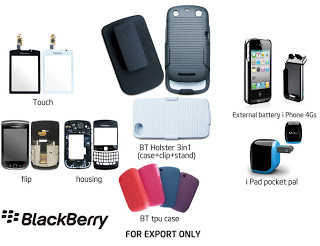 Touch
External battery i Phone 4Gs
BT Holster 3in1
(case+clip+stand)
flip
housing
i Pad pocket pal
BlackBerry
BT tpu case
FOR EXPORT ONLY